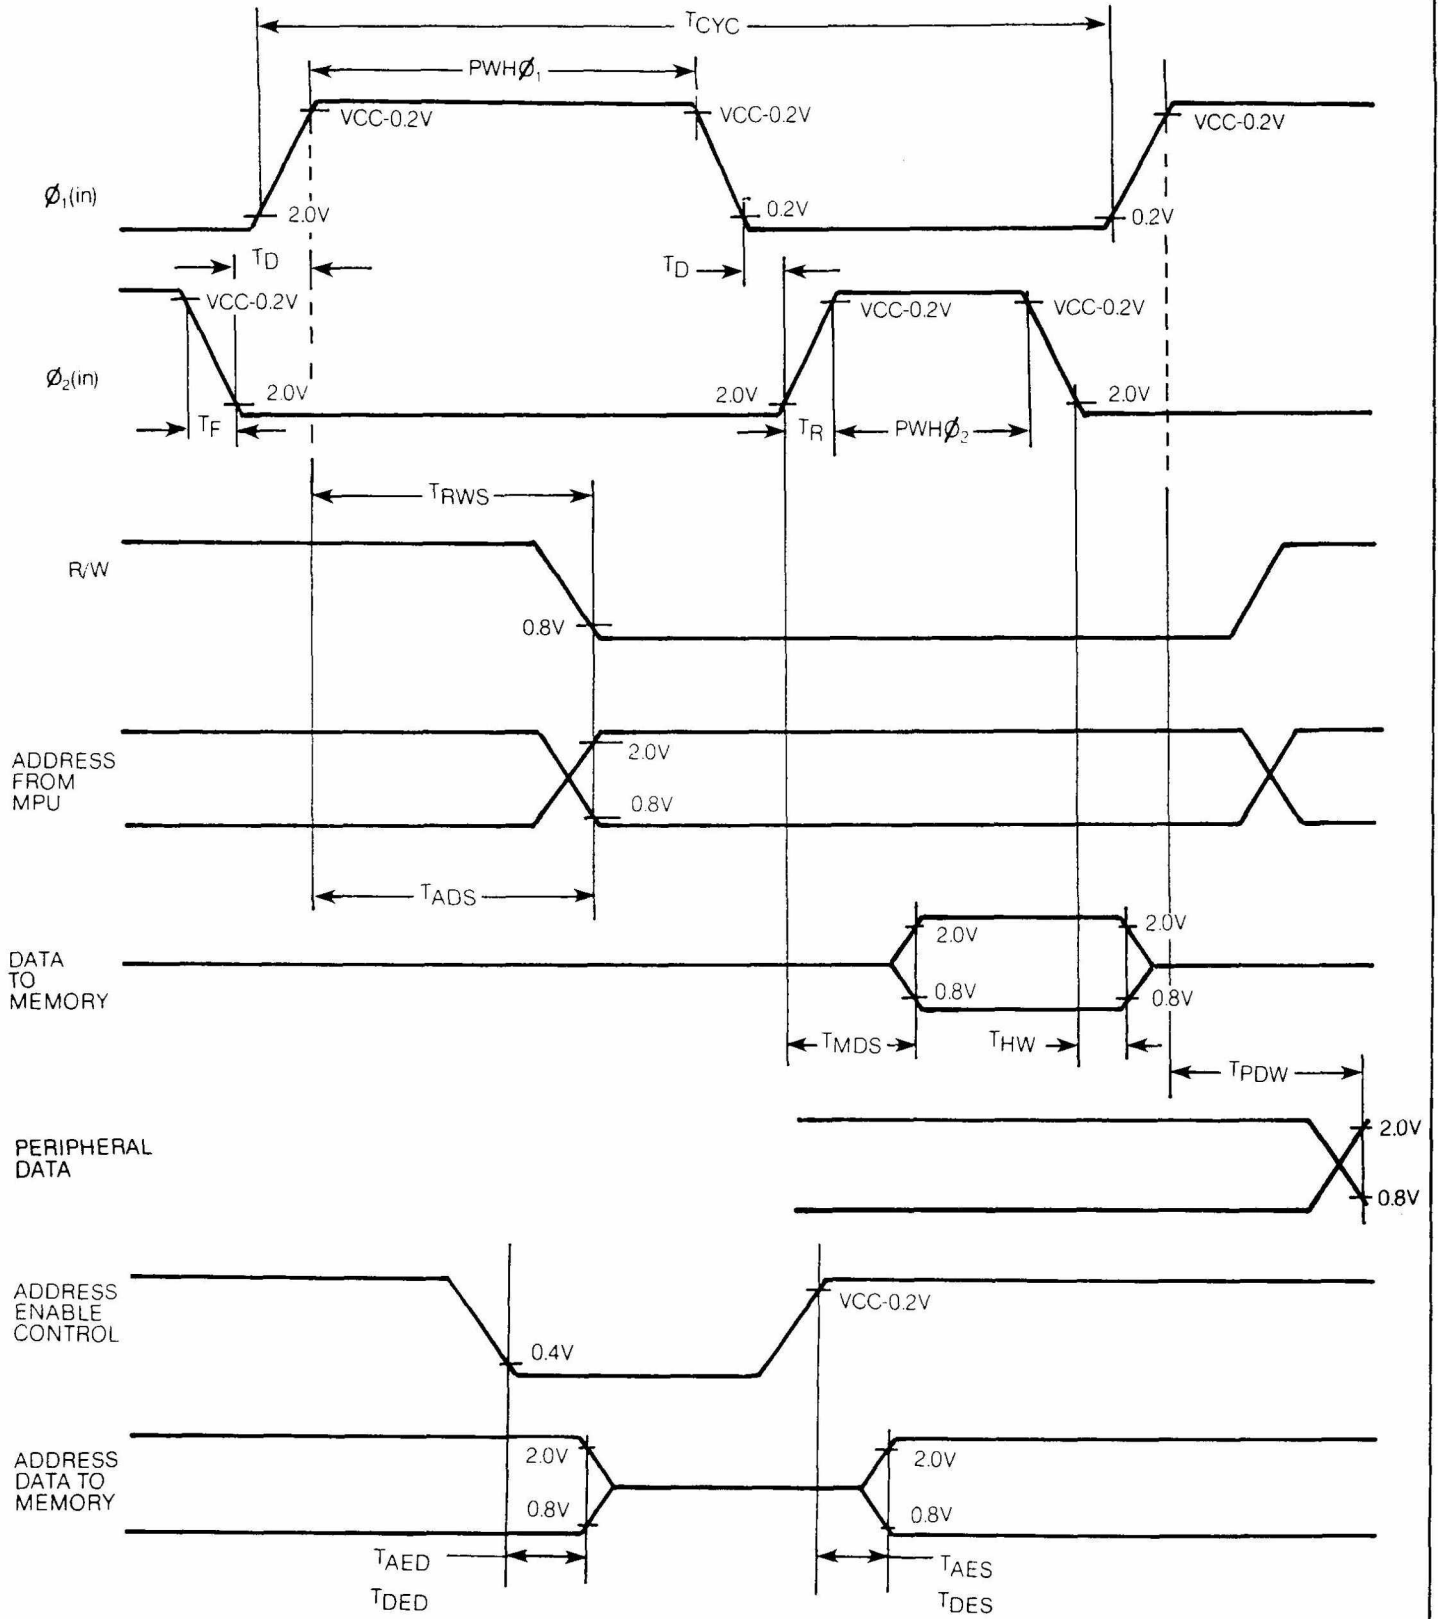 TCYC
PWHØ1
VCC-0.2V VCC-0.2V VCC-0.2V
Ø1(in)
2.0V 0.2V 0.2V
TD TD
VCC-0.2V VCC-0.2V VCC-0.2V
Ø2(in)
2.0V 2.0V 2.0V
TF TR PWHØ2
TRWS
R/W
0.8V
ADDRESS
FROM
MPU
2.0V
0.8V
TADS
DATA
TO
MEMORY
2.0V 2.0V
0.8V 0.8V
TMDS THW
TPDW
PERIPHERAL
DATA
2.0V
0.8V
ADDRESS
ENABLE
CONTROL
VCC-0.2V
0.4V
ADDRESS
DATA TO
MEMORY
2.0V 2.0V
0.8V 0.8V
TAED TAES
TDED TDES